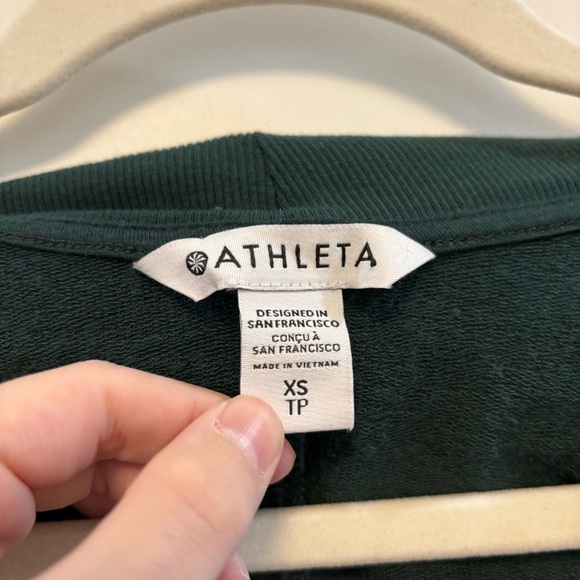 ATHLETA
DESIGNED IN
SAN FRANCISCO
CONÇU À
SAN FRANCISCO
MADE IN VIETNAM
XS
TP